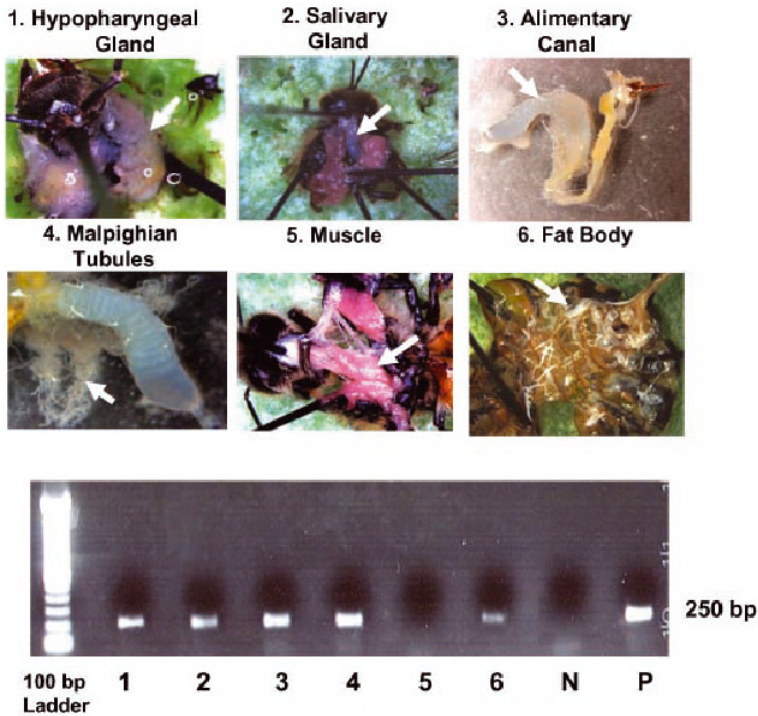 1. Hypopharyngeal
Gland
2. Salivary
Gland
3. Alimentary
Canal
4. Malpighian
Tubules
5. Muscle
6. Fat Body
250 bp
100 bp
Ladder
1
2
3
4
5
6
N
P